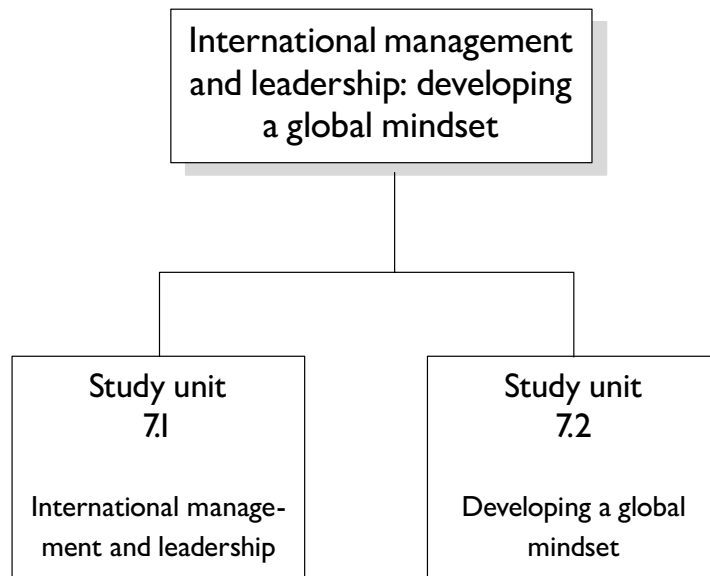 International management
and leadership: developing
a global mindset
Study unit
7.1
International manage-
ment and leadership
Study unit
7.2
Developing a global
mindset